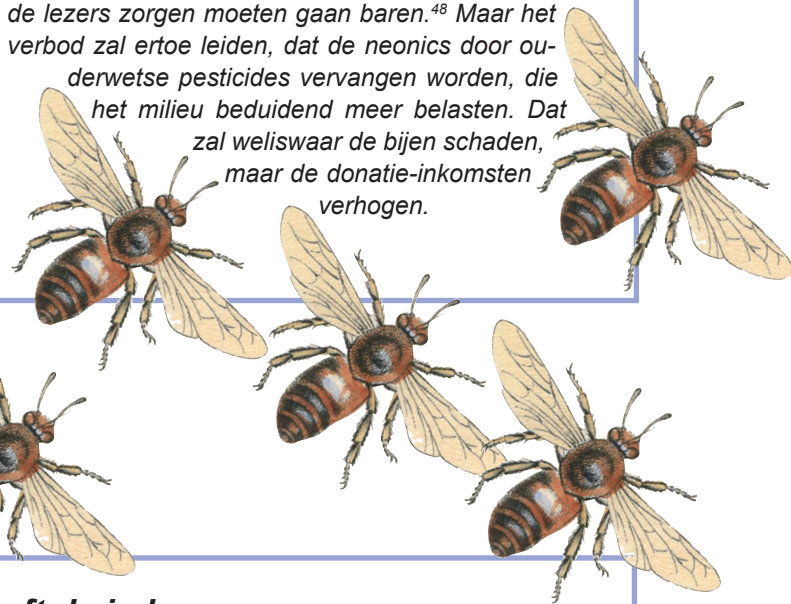 de lezers zorgen moeten gaan baren.⁴⁸ Maar het
verbod zal ertoe leiden, dat de neonics door ou-
derwetse pesticides vervangen worden, die
het milieu beduidend meer belasten. Dat
zal weliswaar de bijen schaden,
maar de donatie-inkomsten
verhogen.